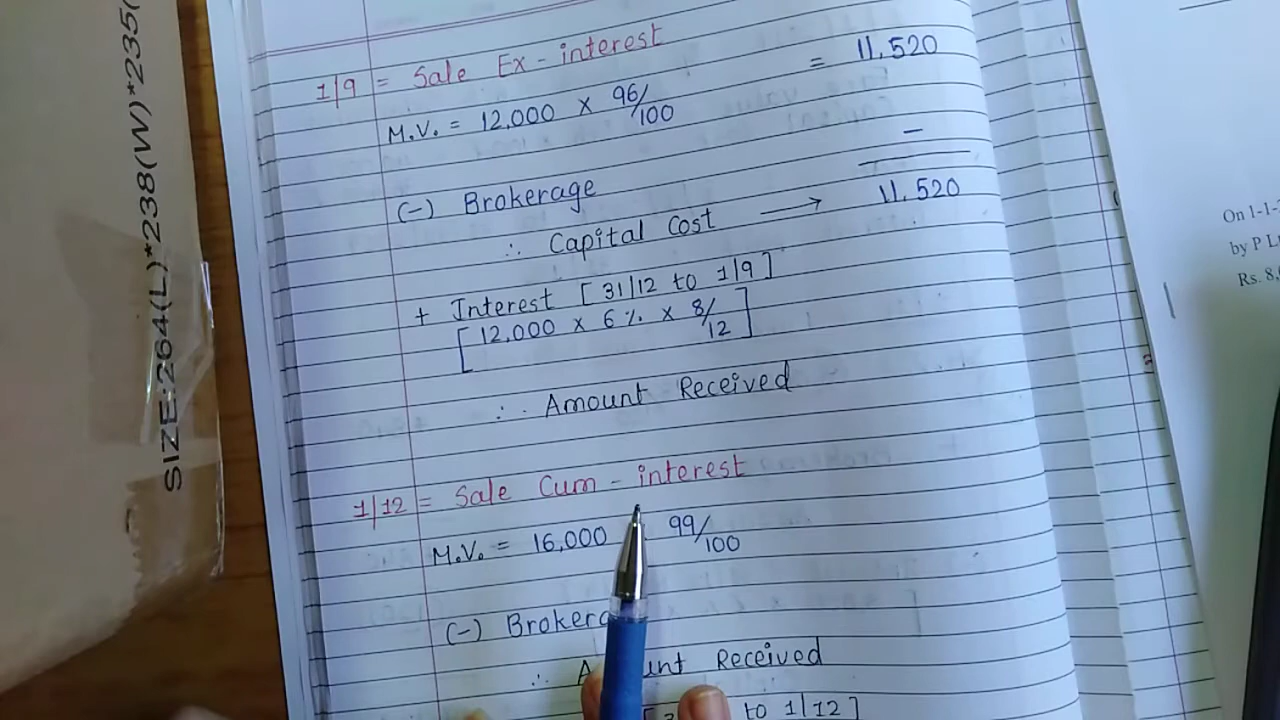 SIZE:264(L)*238(W)*235(
1/9 = Sale Ex-interest
M.V. = 12,000 × 96/100 = 11,520
(-) Brokerage –
∴ Capital Cost → 11,520
+ Interest [31/12 to 1/9]
[12,000 × 6% × 8/12]
∴ Amount Received
1/12 = Sale Cum-interest
M.V. = 16,000 99/100
(-) Brokera
∴ A unt Received
to 1/12]
On 1-1-
by P L
Rs. 8,